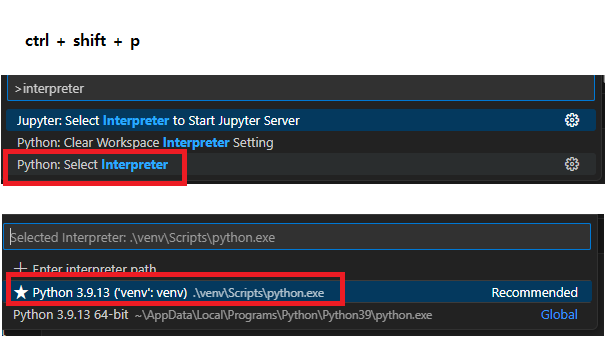 ctrl + shift + p
>interpreter
Jupyter: Select Interpreter to Start Jupyter Server
Python: Clear Workspace Interpreter Setting
Python: Select Interpreter
Selected Interpreter: .\venv\Scripts\python.exe
+ Enter interpreter path...
★ Python 3.9.13 ('venv': venv) .\venv\Scripts\python.exe Recommended
Python 3.9.13 64-bit ~\AppData\Local\Programs\Python\Python39\python.exe Global